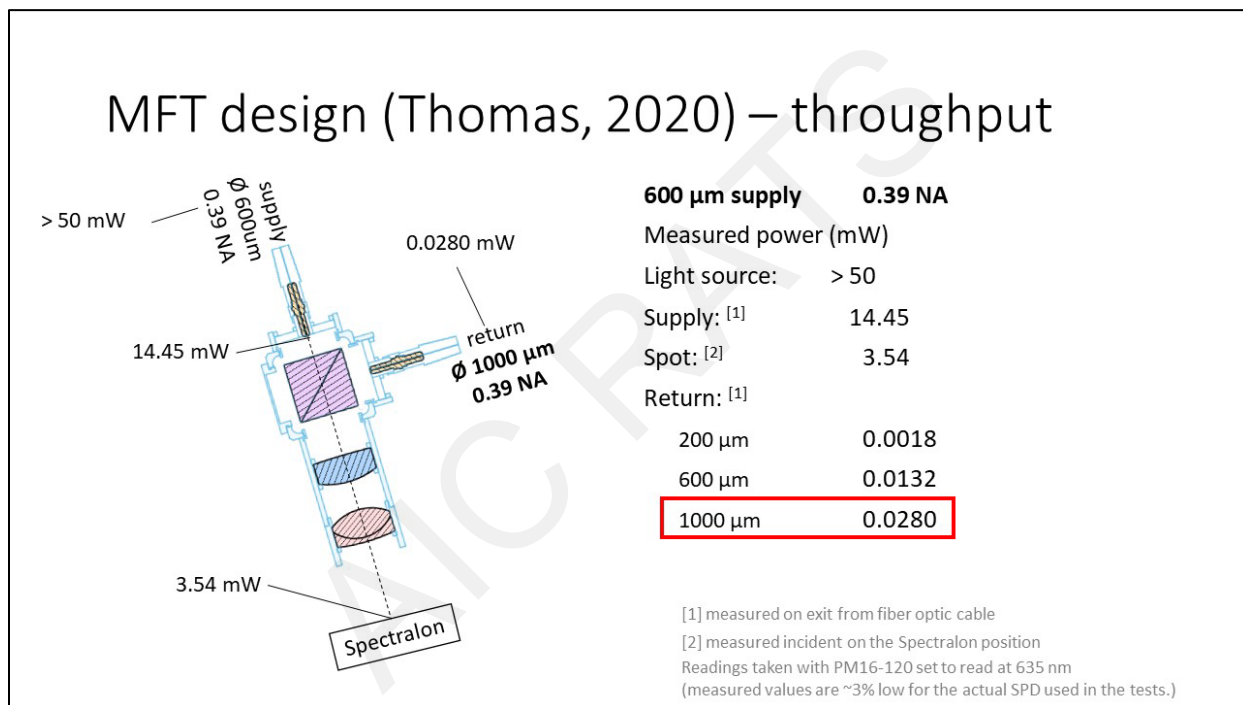 MFT design (Thomas, 2020) – throughput
> 50 mW
supply
Ø 600um
0.39 NA
0.0280 mW
return
Ø 1000 µm
0.39 NA
14.45 mW
3.54 mW
Spectralon
600 µm supply 0.39 NA
Measured power (mW)
Light source: > 50
Supply: [1] 14.45
Spot: [2] 3.54
Return: [1]
200 µm 0.0018
600 µm 0.0132
1000 µm 0.0280
[1] measured on exit from fiber optic cable
[2] measured incident on the Spectralon position
Readings taken with PM16-120 set to read at 635 nm
(measured values are ~3% low for the actual SPD used in the tests.)
AIC RATS